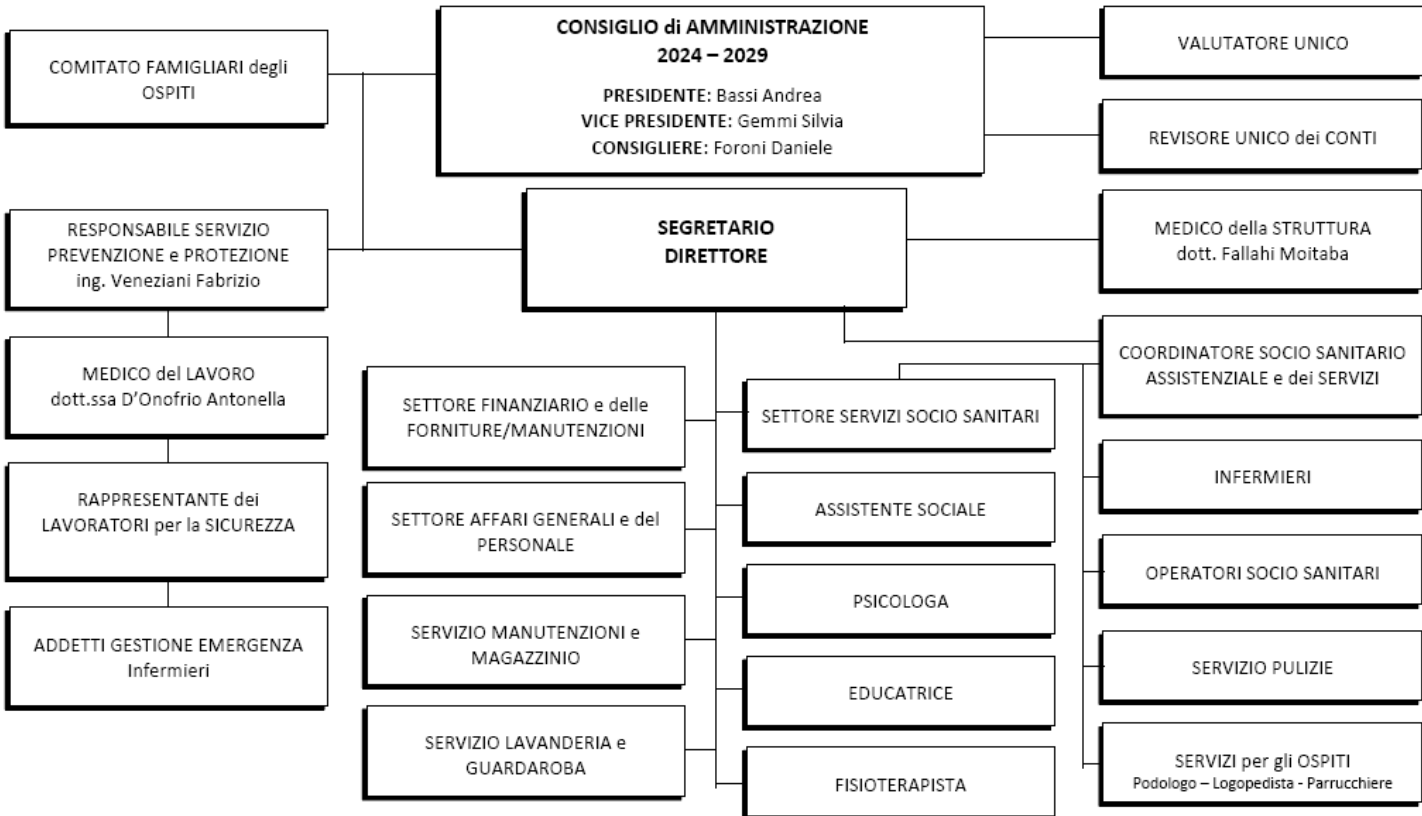 CONSIGLIO di AMMINISTRAZIONE
2024 – 2029
PRESIDENTE: Bassi Andrea
VICE PRESIDENTE: Gemmi Silvia
CONSIGLIERE: Foroni Daniele
COMITATO FAMIGLIARI degli
OSPITI
VALUTATORE UNICO
REVISORE UNICO dei CONTI
RESPONSABILE SERVIZIO
PREVENZIONE e PROTEZIONE
ing. Veneziani Fabrizio
SEGRETARIO
DIRETTORE
MEDICO della STRUTTURA
dott. Fallahi Moitaba
MEDICO del LAVORO
dott.ssa D'Onofrio Antonella
RAPPRESENTANTE dei
LAVORATORI per la SICUREZZA
ADDETTI GESTIONE EMERGENZA
Infermieri
SETTORE FINANZIARIO e delle
FORNITURE/MANUTENZIONI
SETTORE AFFARI GENERALI e del
PERSONALE
SERVIZIO MANUTENZIONI e
MAGAZZINIO
SERVIZIO LAVANDERIA e
GUARDAROBA
SETTORE SERVIZI SOCIO SANITARI
ASSISTENTE SOCIALE
PSICOLOGA
EDUCATRICE
FISIOTERAPISTA
COORDINATORE SOCIO SANITARIO
ASSISTENZIALE e dei SERVIZI
INFERMIERI
OPERATORI SOCIO SANITARI
SERVIZIO PULIZIE
SERVIZI per gli OSPITI
Podologo – Logopedista - Parrucchiere